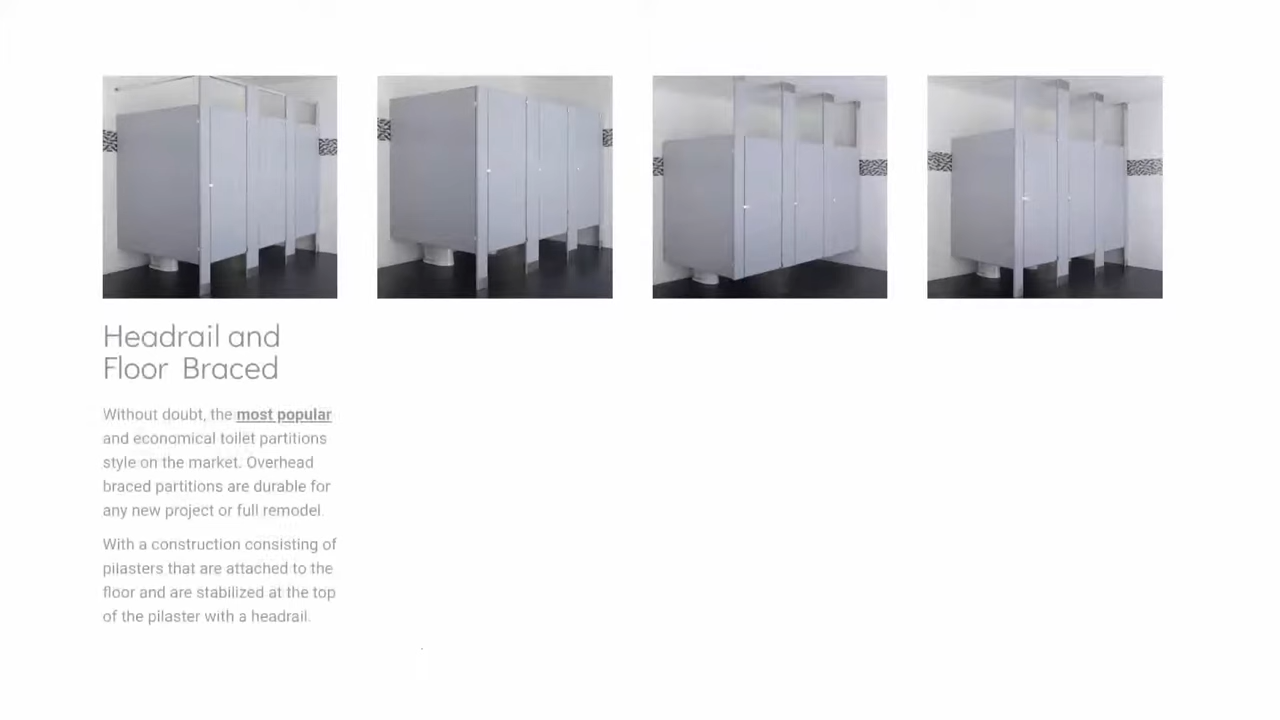 Headrail and
Floor Braced
Without doubt, the most popular
and economical toilet partitions
style on the market. Overhead
braced partitions are durable for
any new project or full remodel.
With a construction consisting of
pilasters that are attached to the
floor and are stabilized at the top
of the pilaster with a headrail.